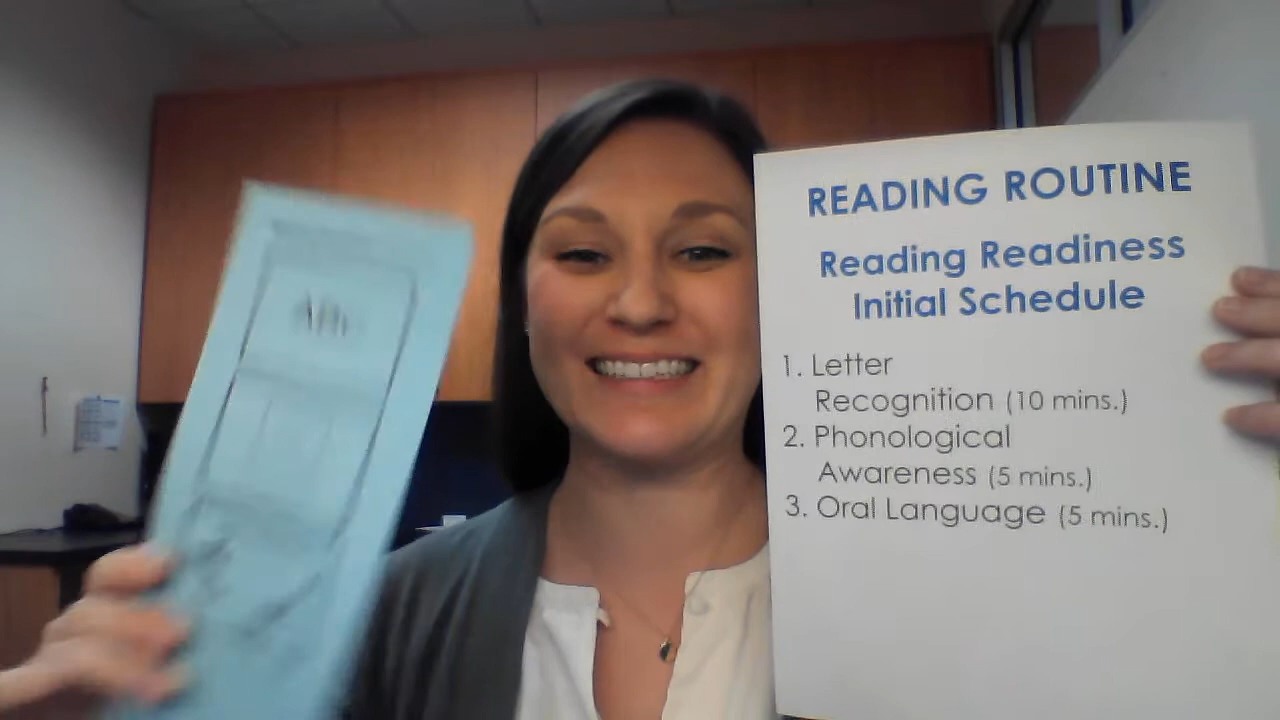 READING ROUTINE
Reading Readiness
Initial Schedule
1. Letter
Recognition (10 mins.)
2. Phonological
Awareness (5 mins.)
3. Oral Language (5 mins.)